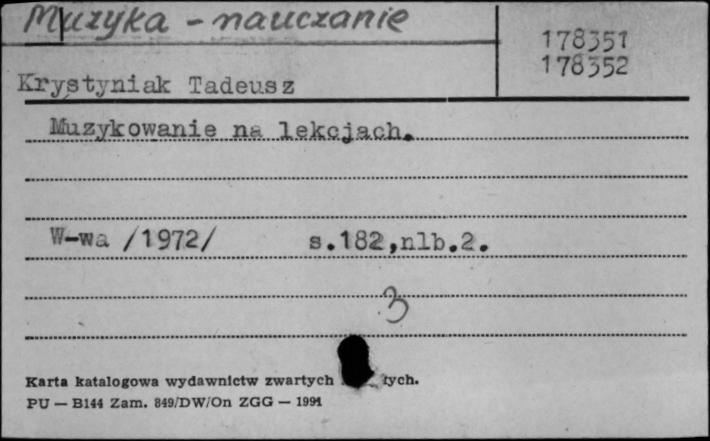 Muzyka - nauczanie
178351
178352
Krystyniak Tadeusz
Muzykowanie na lekcjach.
W-wa /1972/ s.182,nlb.2.
3
Karta katalogowa wydawnictw zwartych tych.
PU — B144 Zam. 849/DW/On ZGG — 1991